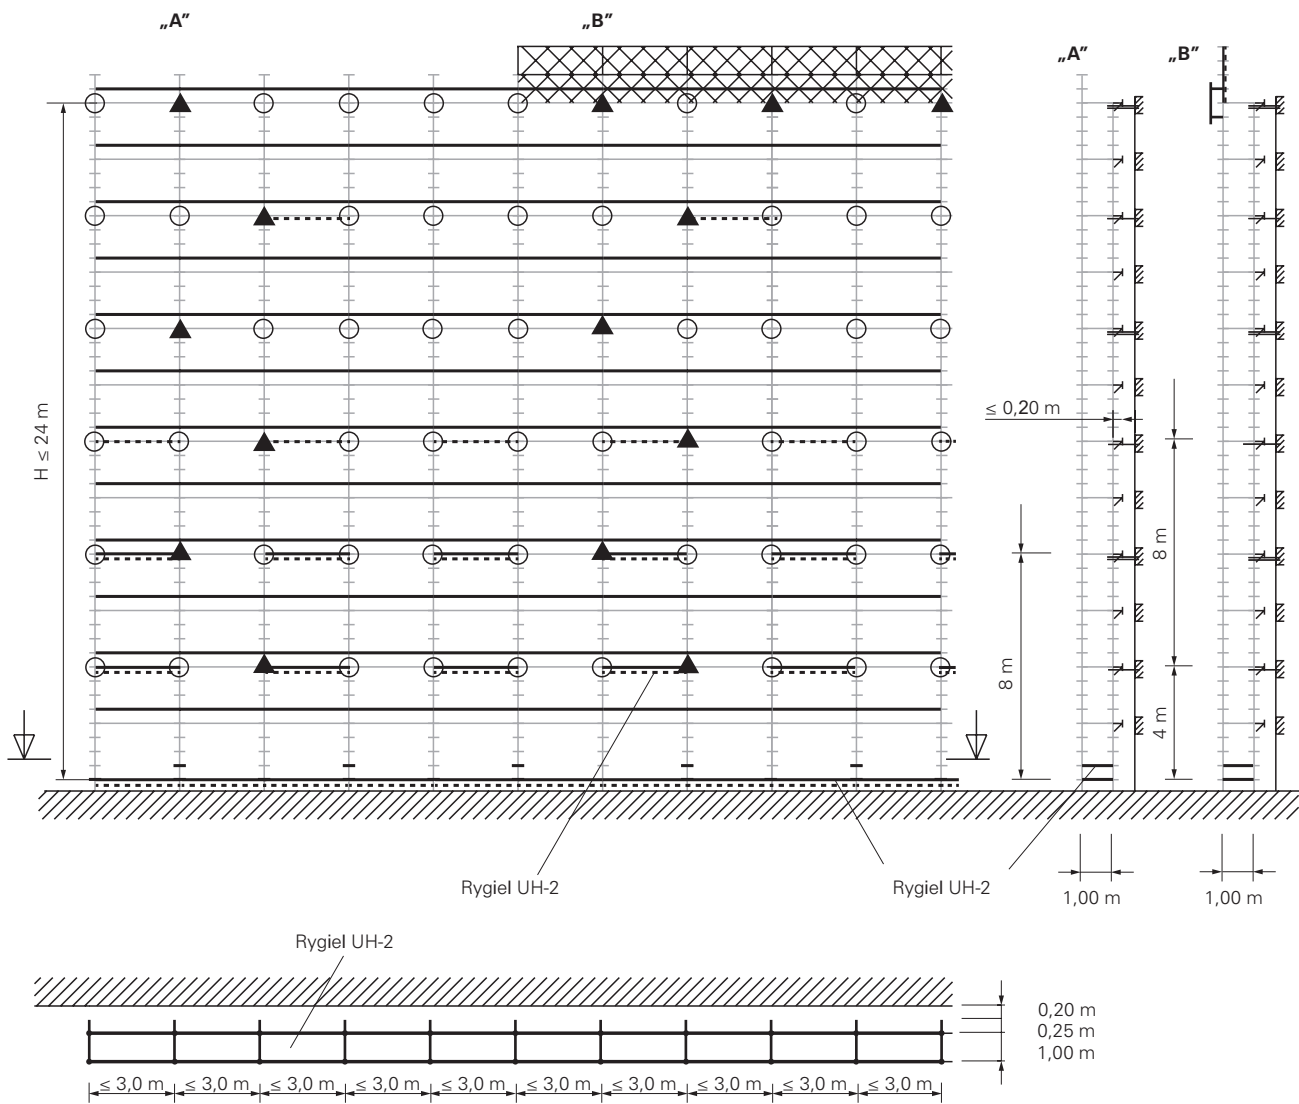 „A”
„B”
„A”
„B”
H ≤ 24 m
≤ 0,20 m
8 m
8 m
4 m
Rygiel UH-2
Rygiel UH-2
1,00 m
1,00 m
Rygiel UH-2
0,20 m
0,25 m
1,00 m
≤ 3,0 m
≤ 3,0 m
≤ 3,0 m
≤ 3,0 m
≤ 3,0 m
≤ 3,0 m
≤ 3,0 m
≤ 3,0 m
≤ 3,0 m
≤ 3,0 m